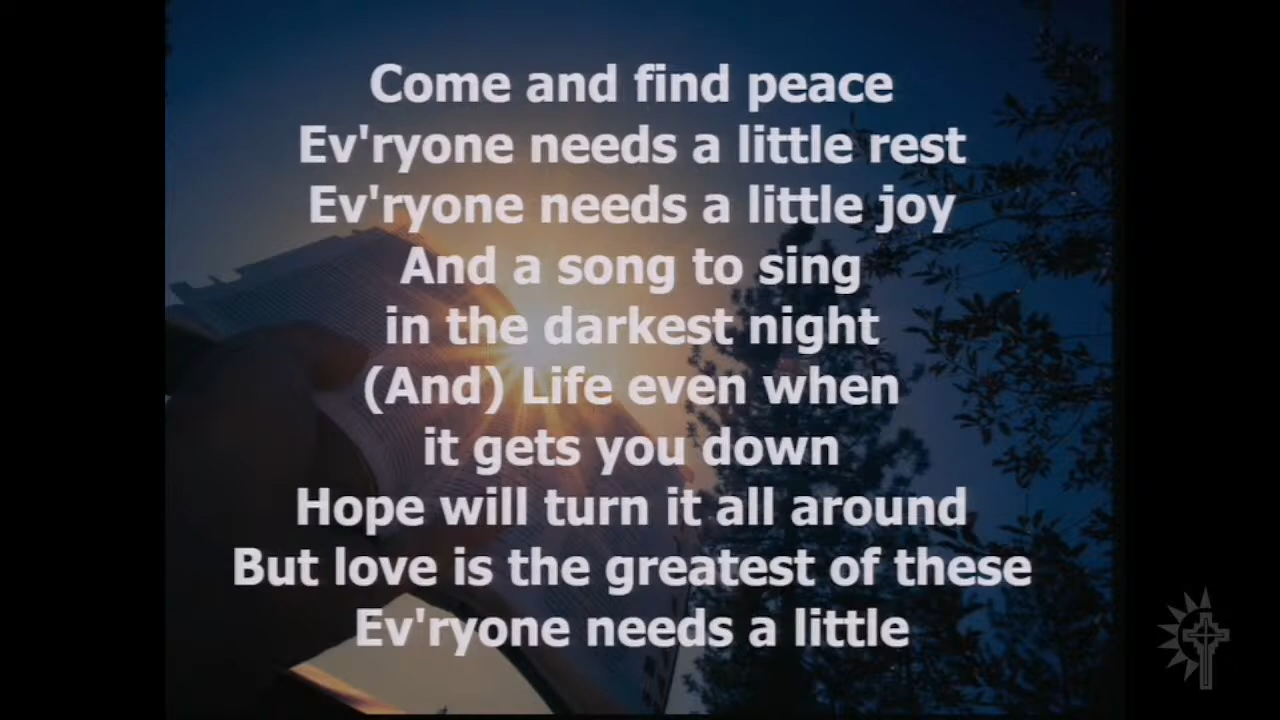 Come and find peace
Ev'ryone needs a little rest
Ev'ryone needs a little joy
And a song to sing
in the darkest night
(And) Life even when
it gets you down
Hope will turn it all around
But love is the greatest of these
Ev'ryone needs a little